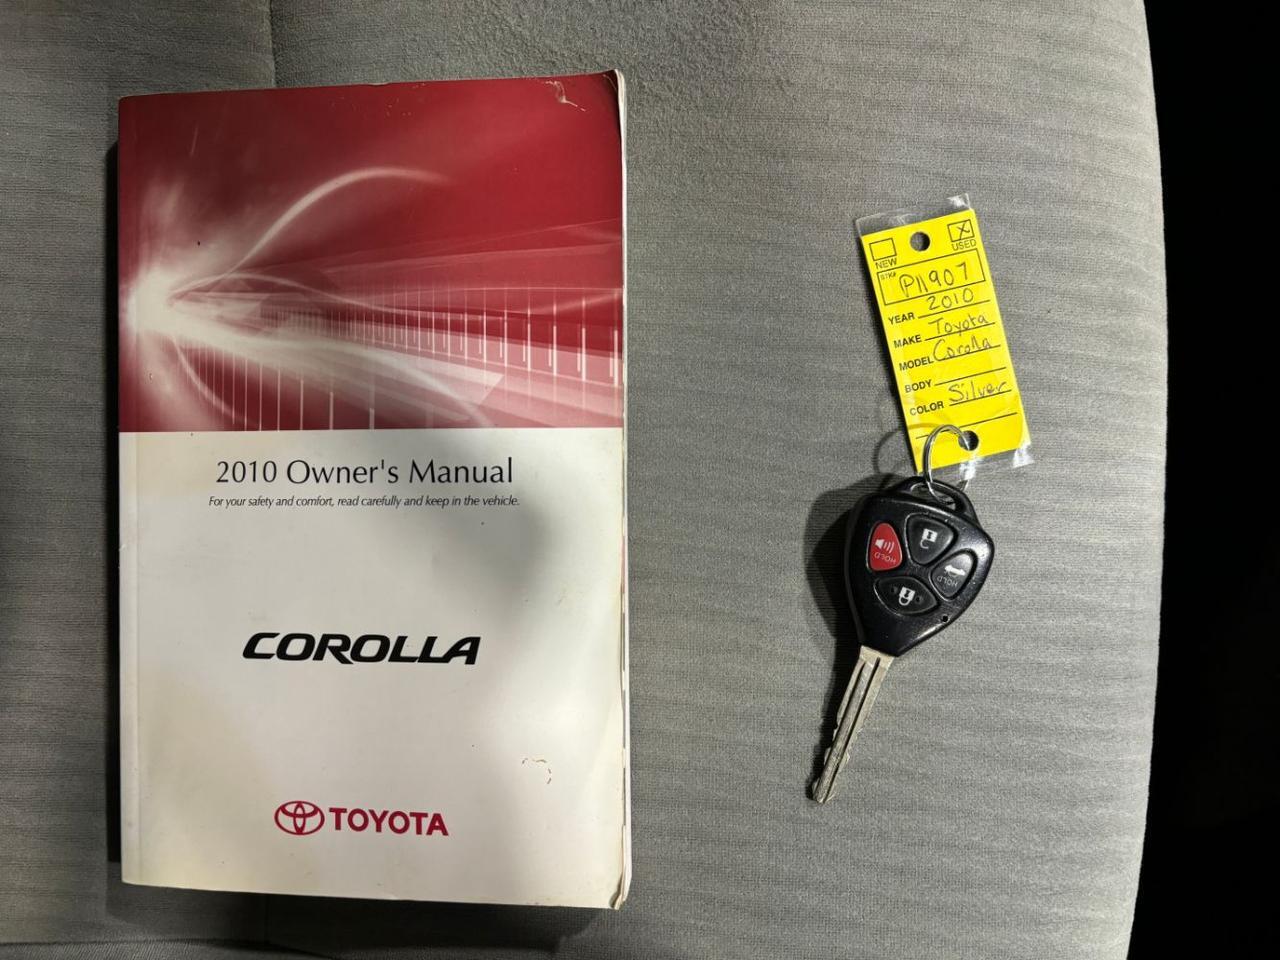 2010 Owner's Manual
For your safety and comfort, read carefully and keep in the vehicle.
COROLLA
TOYOTA
X
NEW USED
STK# P11907
YEAR 2010
MAKE Toyota
MODEL Corolla
BODY
COLOR Silver
HOLD
HOLD